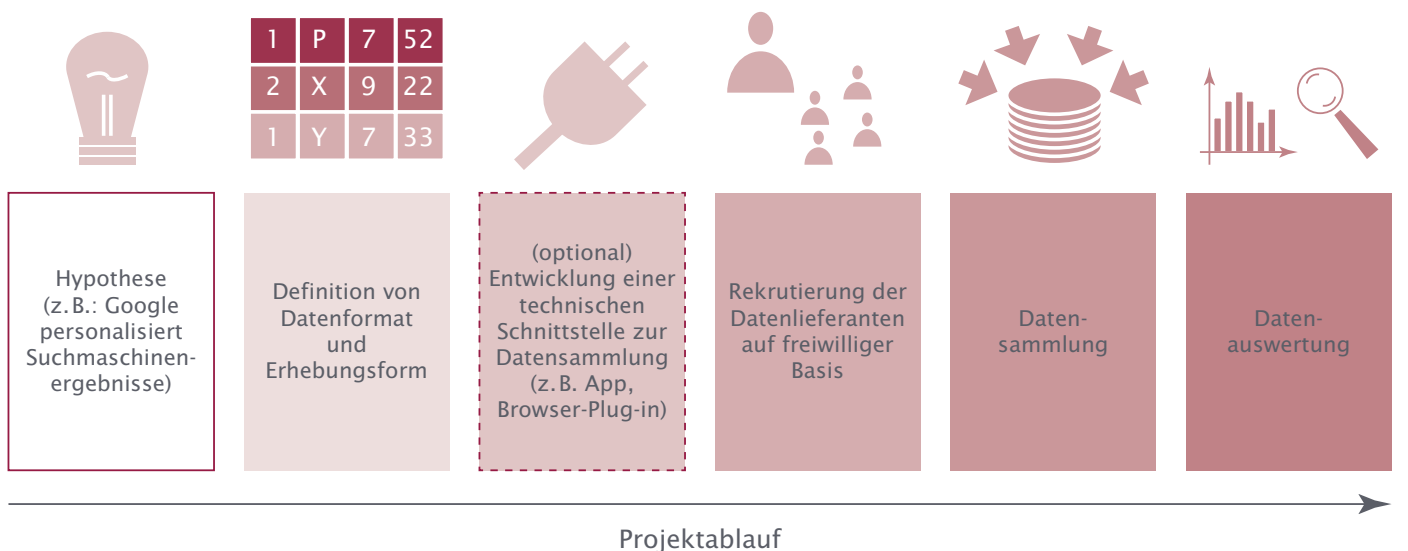 1 P 7 52
2 X 9 22
1 Y 7 33
Hypothese
(z. B.: Google
personalisiert
Suchmaschinen-
ergebnisse)
Definition von
Datenformat
und
Erhebungsform
(optional)
Entwicklung einer
technischen
Schnittstelle zur
Datensammlung
(z. B. App,
Browser-Plug-in)
Rekrutierung der
Datenlieferanten
auf freiwilliger
Basis
Daten-
sammlung
Daten-
auswertung
Projektablauf